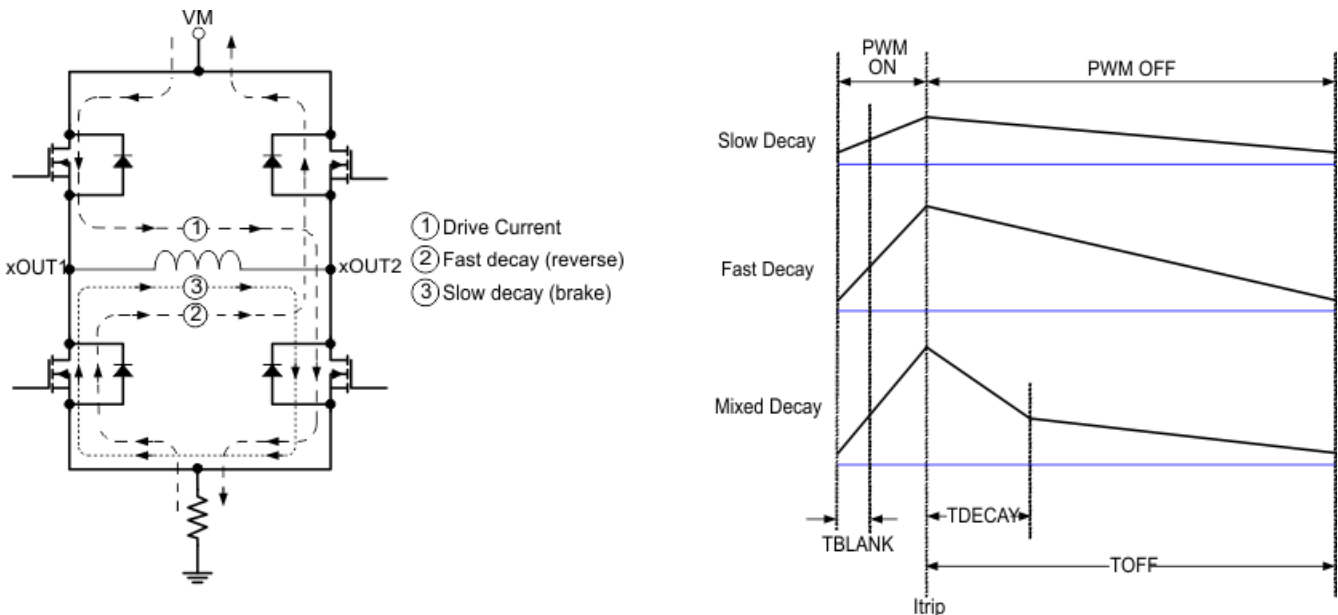 VM
xOUT1
①
xOUT2
③
②
① Drive Current
② Fast decay (reverse)
③ Slow decay (brake)
PWM
ON
PWM OFF
Slow Decay
Fast Decay
Mixed Decay
TDECAY
TBLANK
TOFF
Itrip